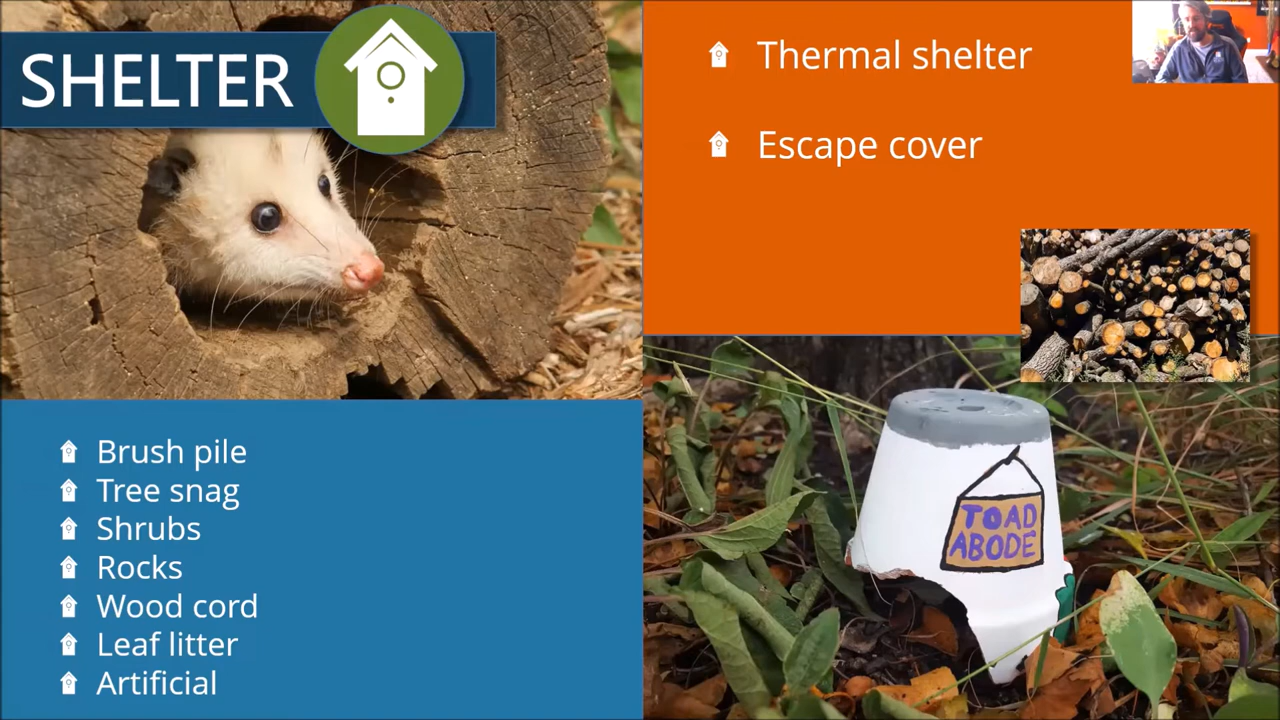 SHELTER
Thermal shelter
Escape cover
Brush pile
Tree snag
Shrubs
Rocks
Wood cord
Leaf litter
Artificial
TOAD
ABODE